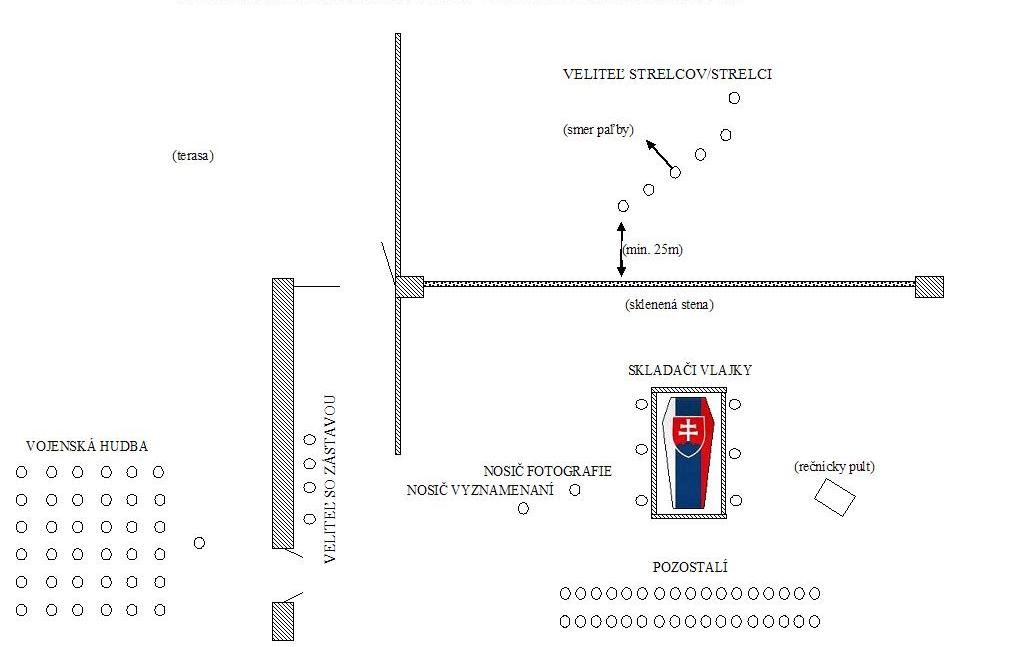 VELITEĽ STRELCOV/STRELCI
(smer paľby)
(terasa)
(min. 25m)
(sklenená stena)
SKLADAČI VLAJKY
VOJENSKÁ HUDBA
VELITEĽ SO ZÁSTAVOU
NOSIČ FOTOGRAFIE
NOSIČ VYZNAMENANÍ
(rečnícky pult)
POZOSTALÍ